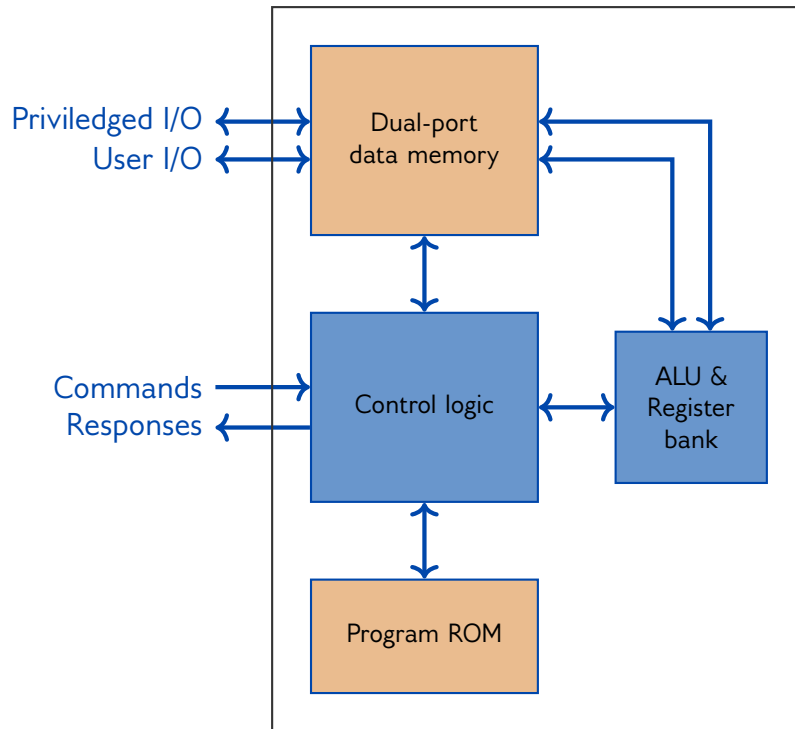 Priviledged I/O
User I/O
Dual-port
data memory
Commands
Responses
Control logic
ALU &
Register
bank
Program ROM